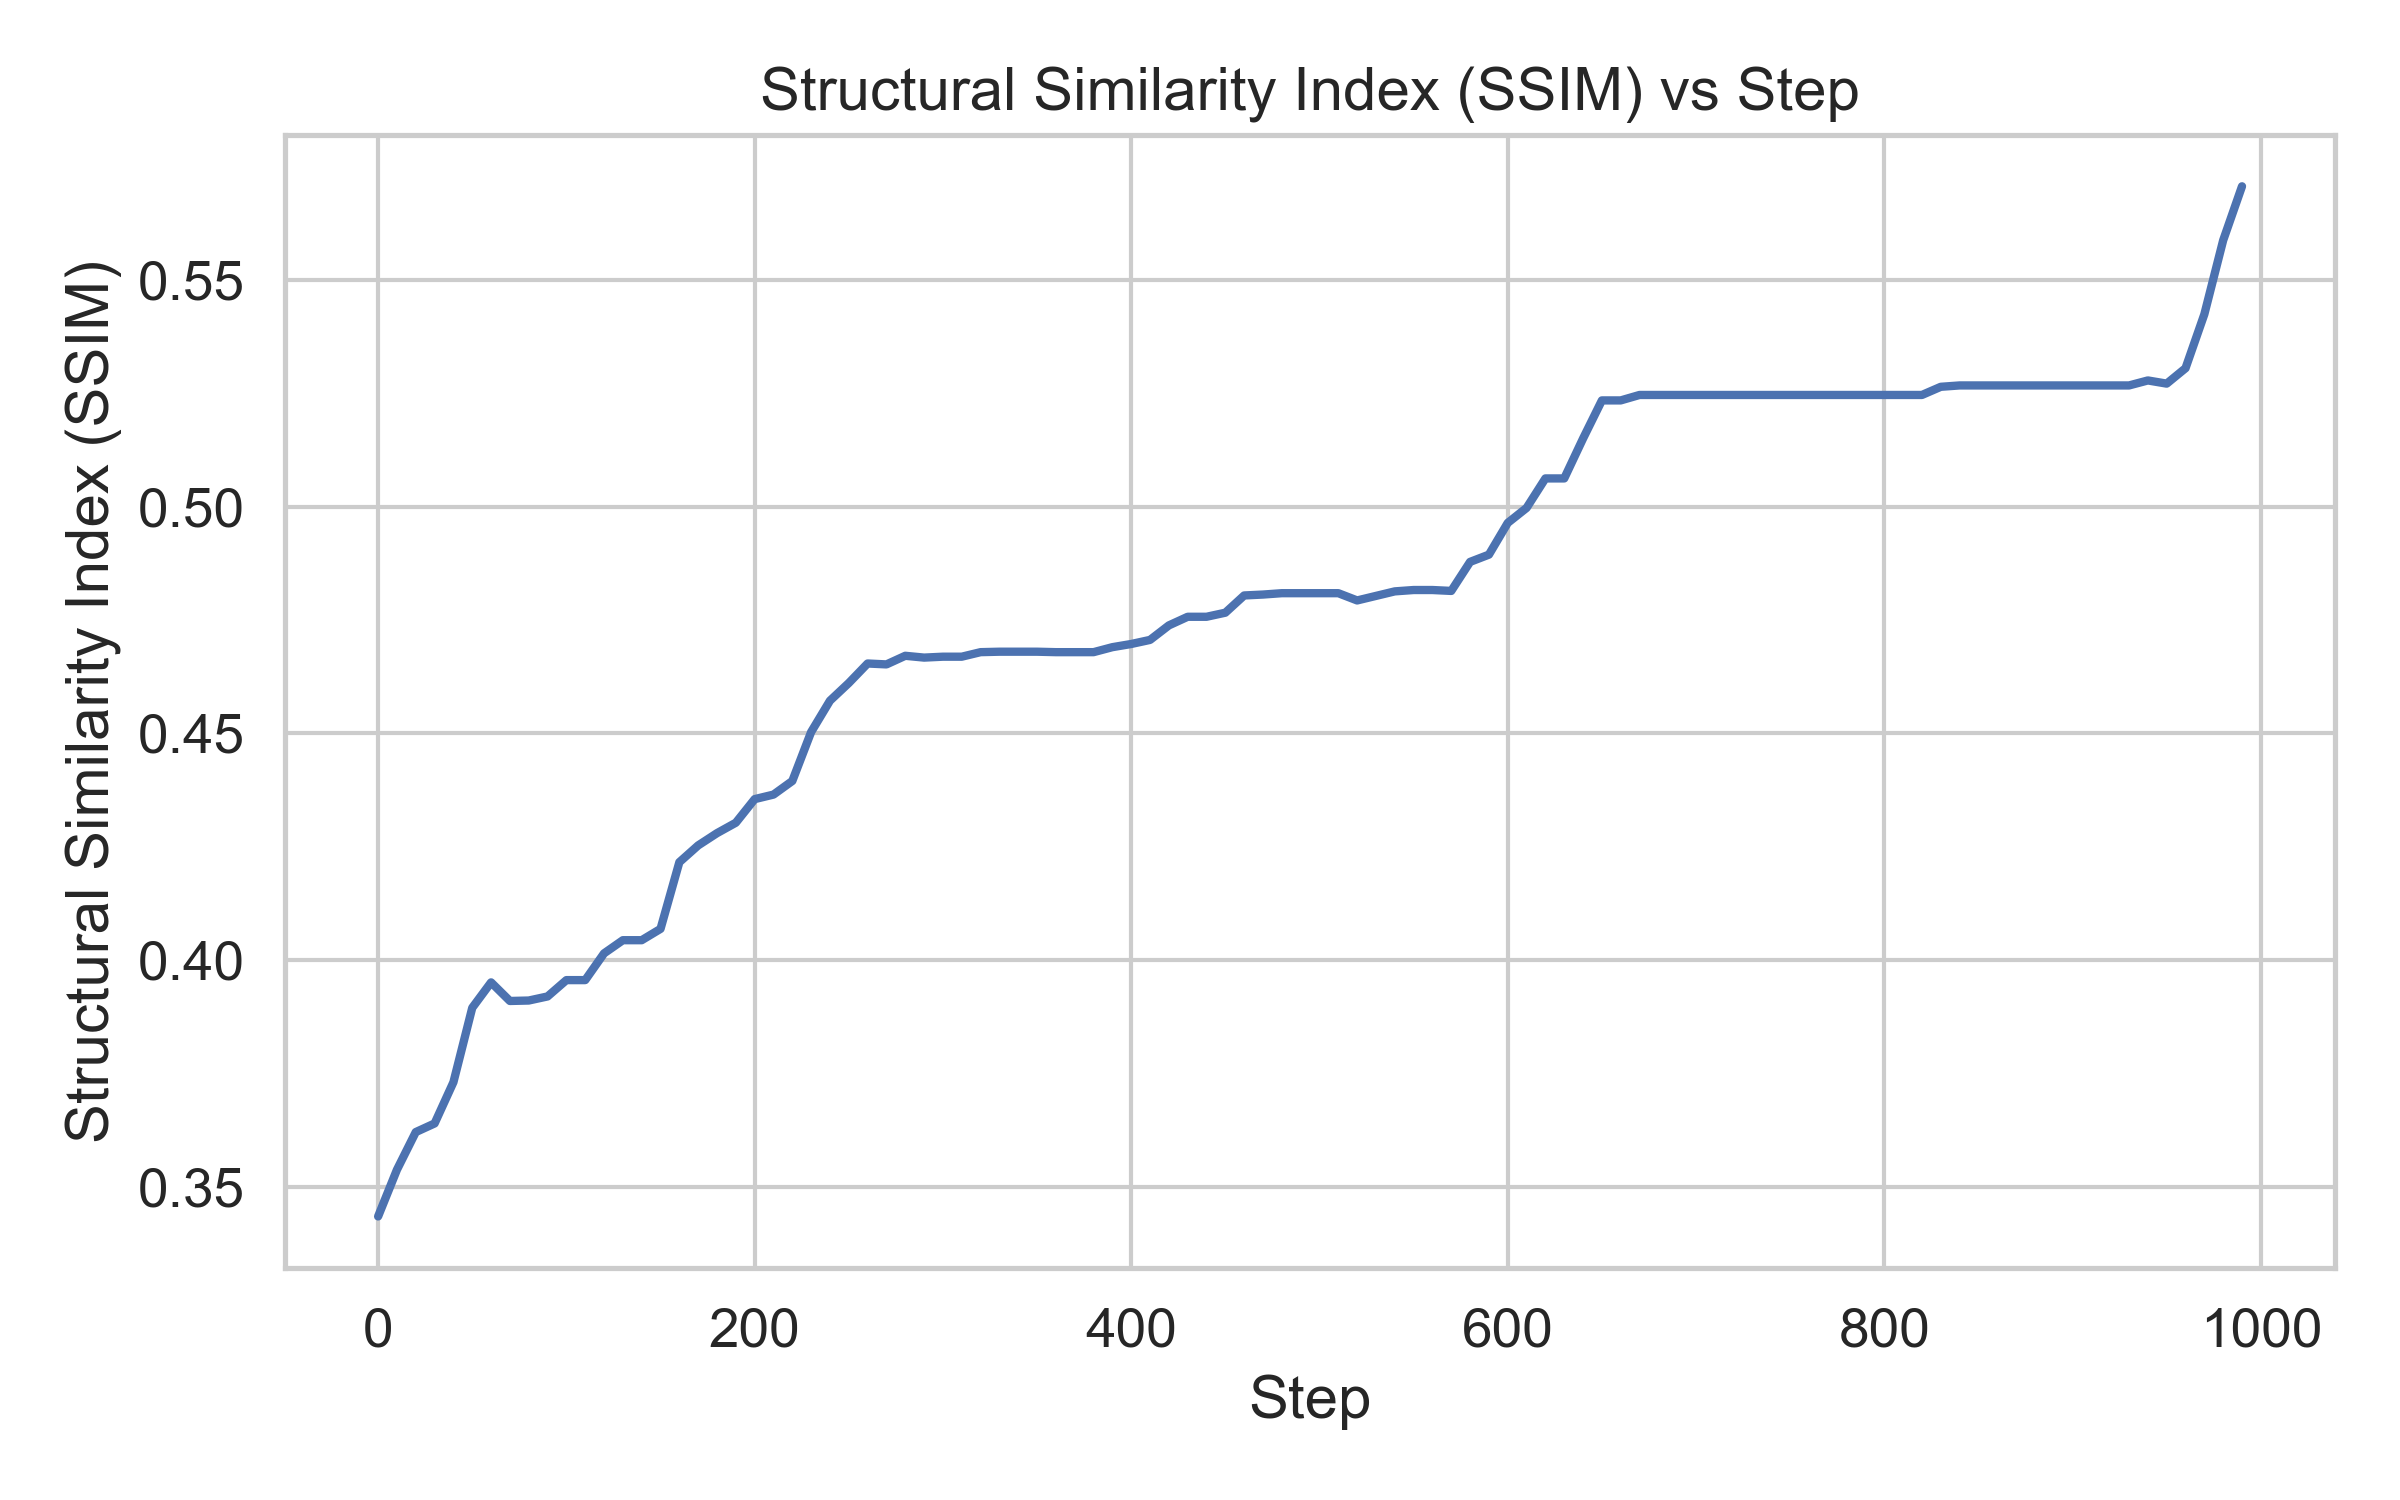 Structural Similarity Index (SSIM) vs Step
Structural Similarity Index (SSIM)
0.55
0.50
0.45
0.40
0.35
0 200 400 600 800 1000
Step